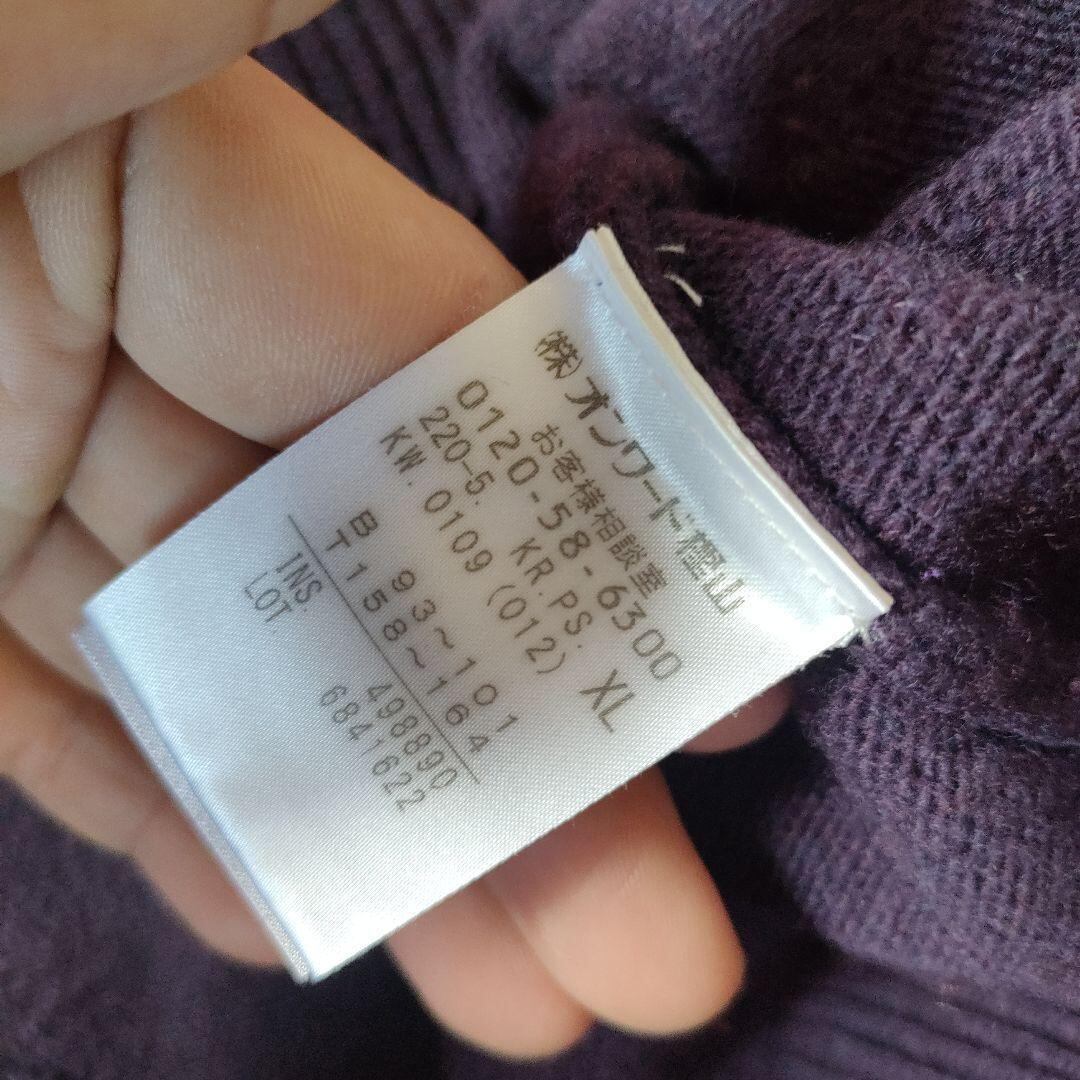 ㈱オンワード樫山
お客様相談室
0120-58-6300
220-5. KR.PS. XL
KW. 0109 (012)
B 93~101
T 158~164
INS. 498890
LOT. 6841622